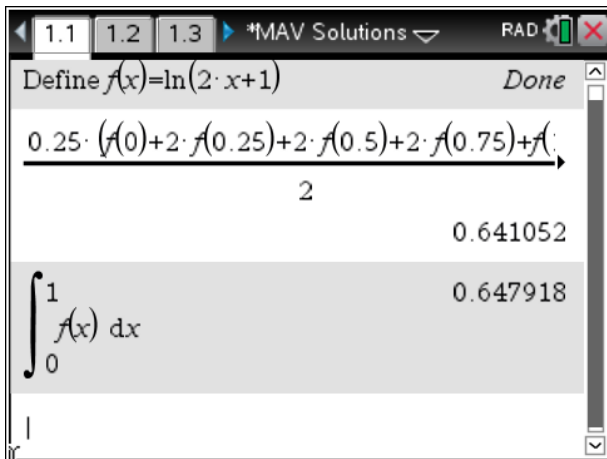 1.1 1.2 1.3 *MAV Solutions RAD
Define f(x)=ln(2·x+1) Done
0.25·(f(0)+2·f(0.25)+2·f(0.5)+2·f(0.75)+f(
2
0.641052
∫ 1 0.647918
f(x) dx
0